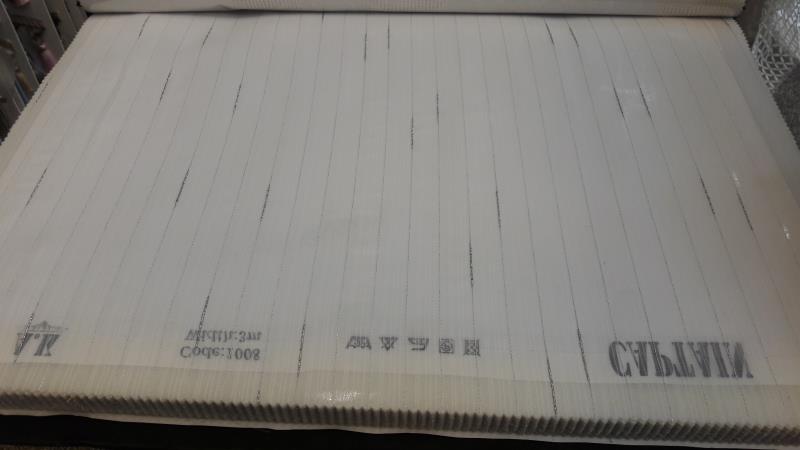 A.K
Code:1008
Width:3m
CAPTAIN